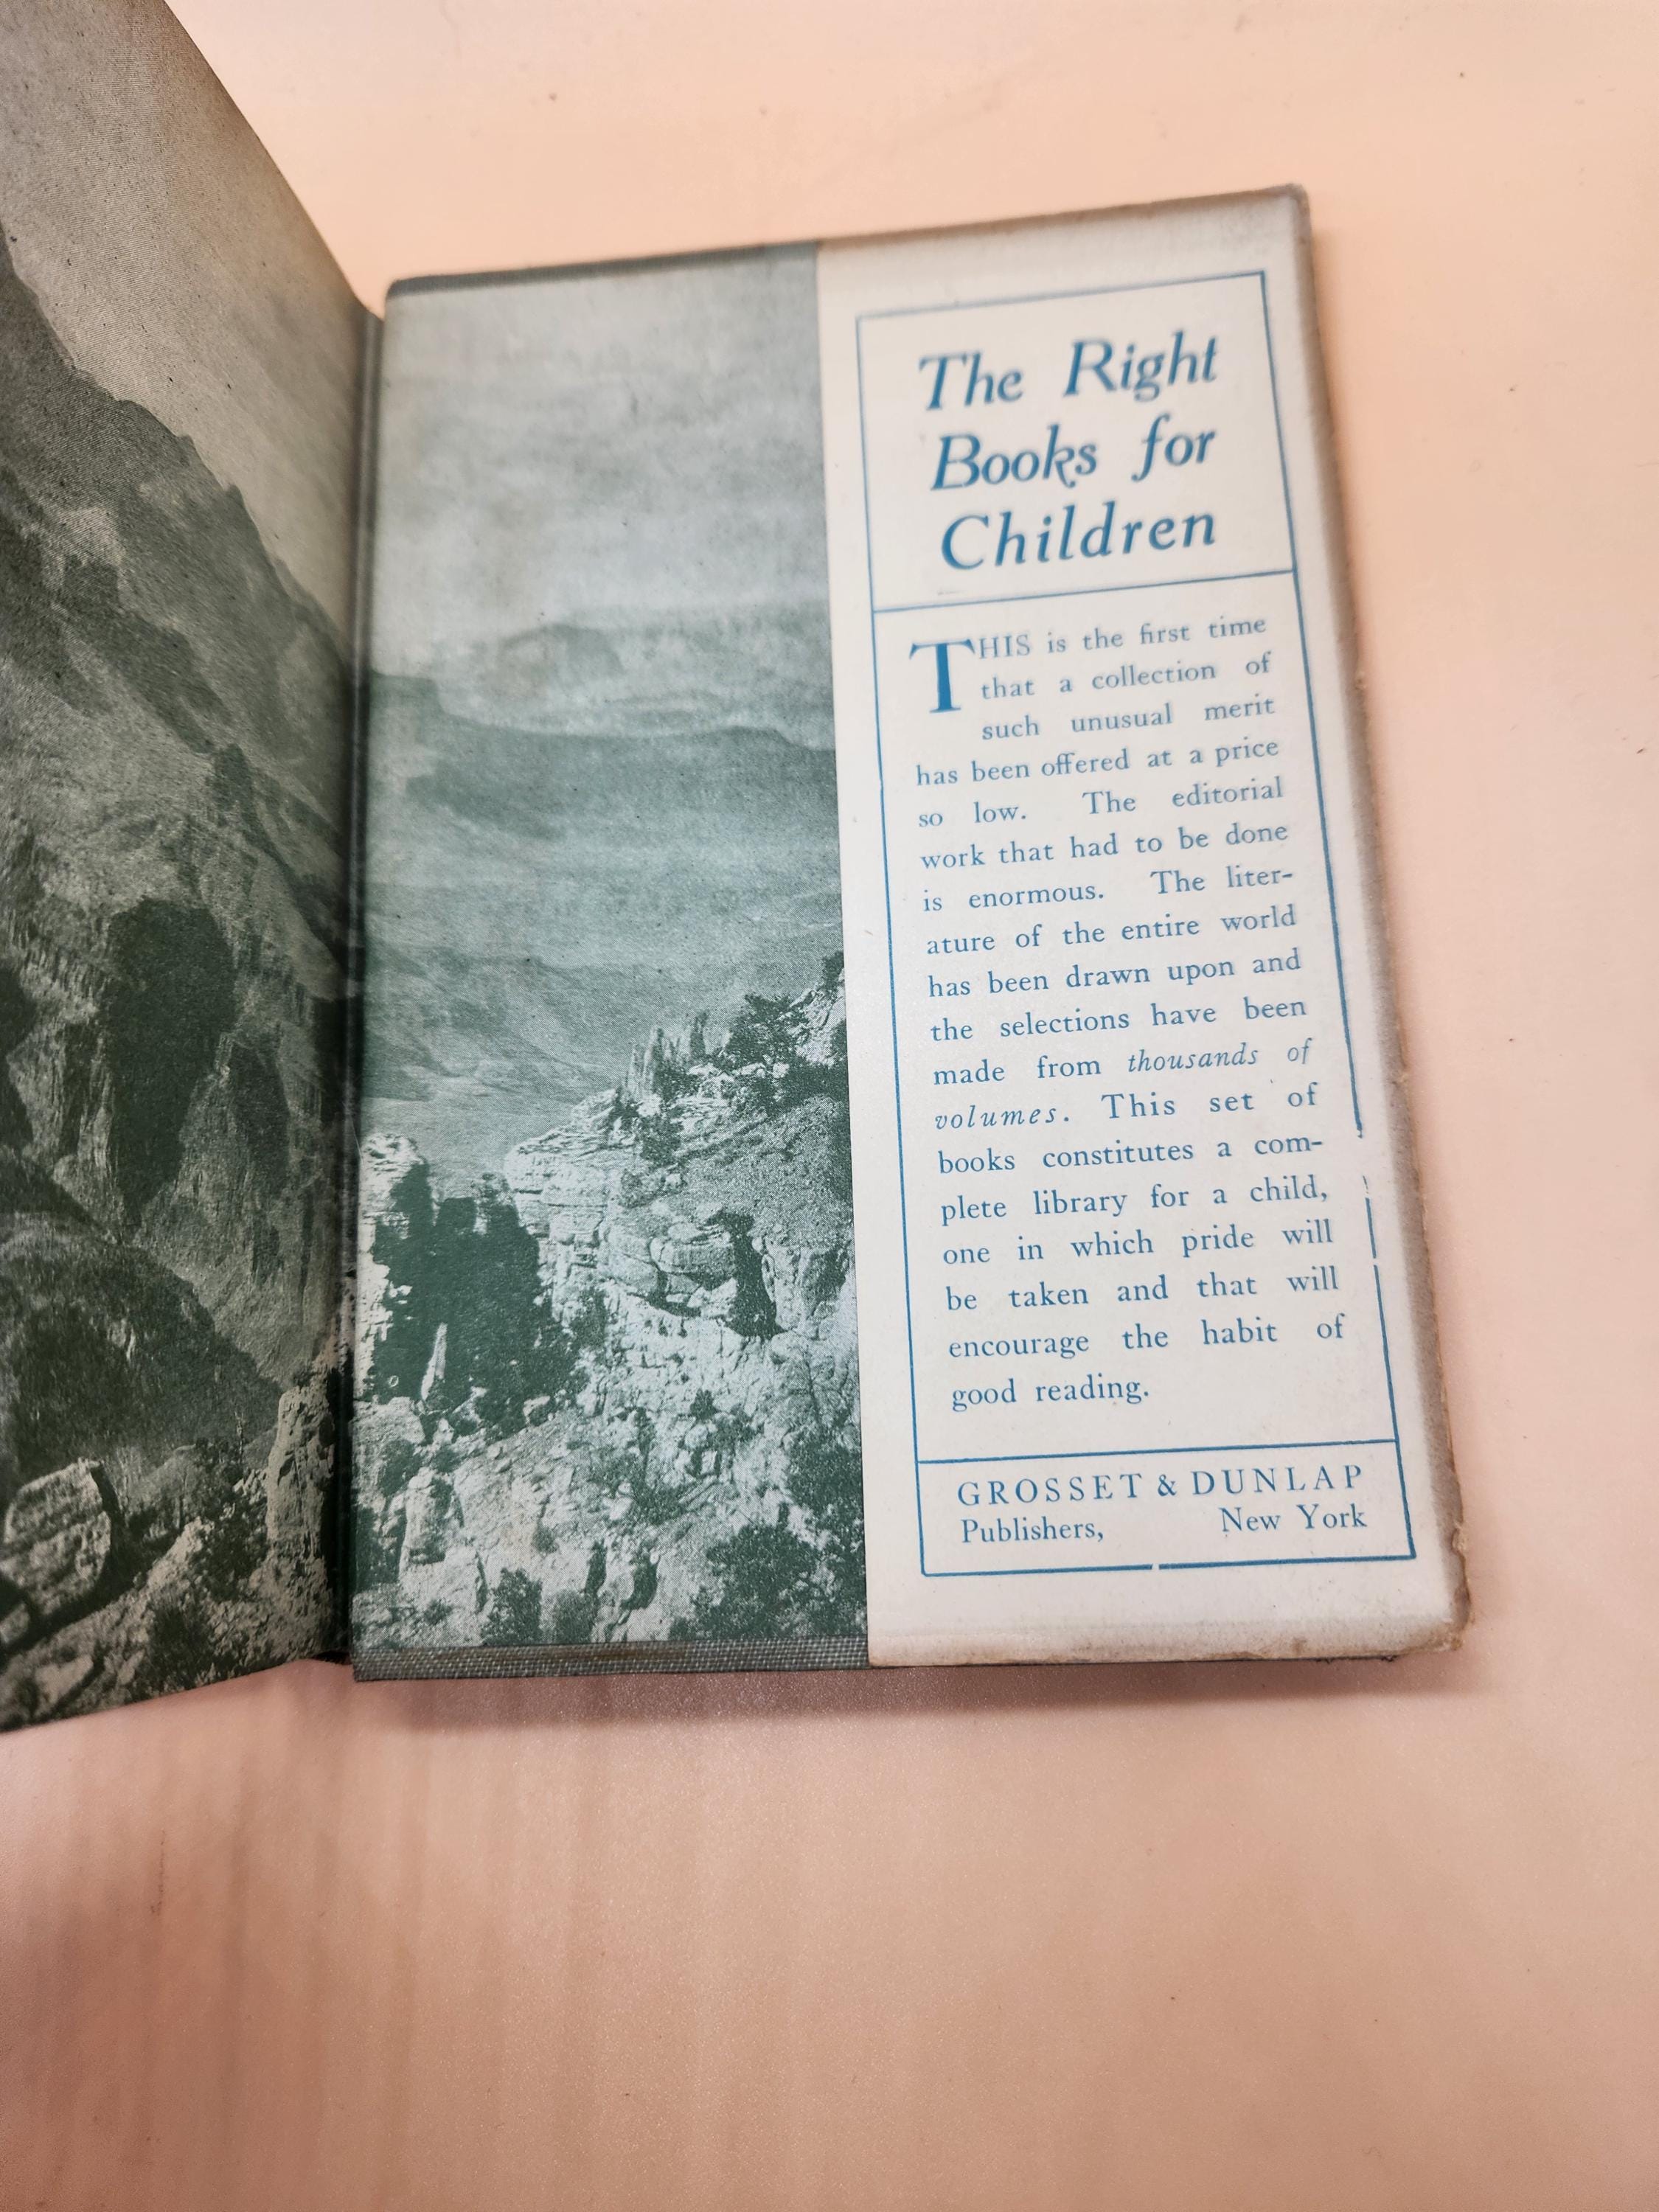 The Right
Books for
Children
THIS is the first time
that a collection of
such unusual merit
has been offered at a price
so low. The editorial
work that had to be done
is enormous. The liter-
ature of the entire world
has been drawn upon and
the selections have been
made from thousands of
volumes. This set of
books constitutes a com-
plete library for a child,
one in which pride will
be taken and that will
encourage the habit of
good reading.
GROSSET & DUNLAP
Publishers, New York